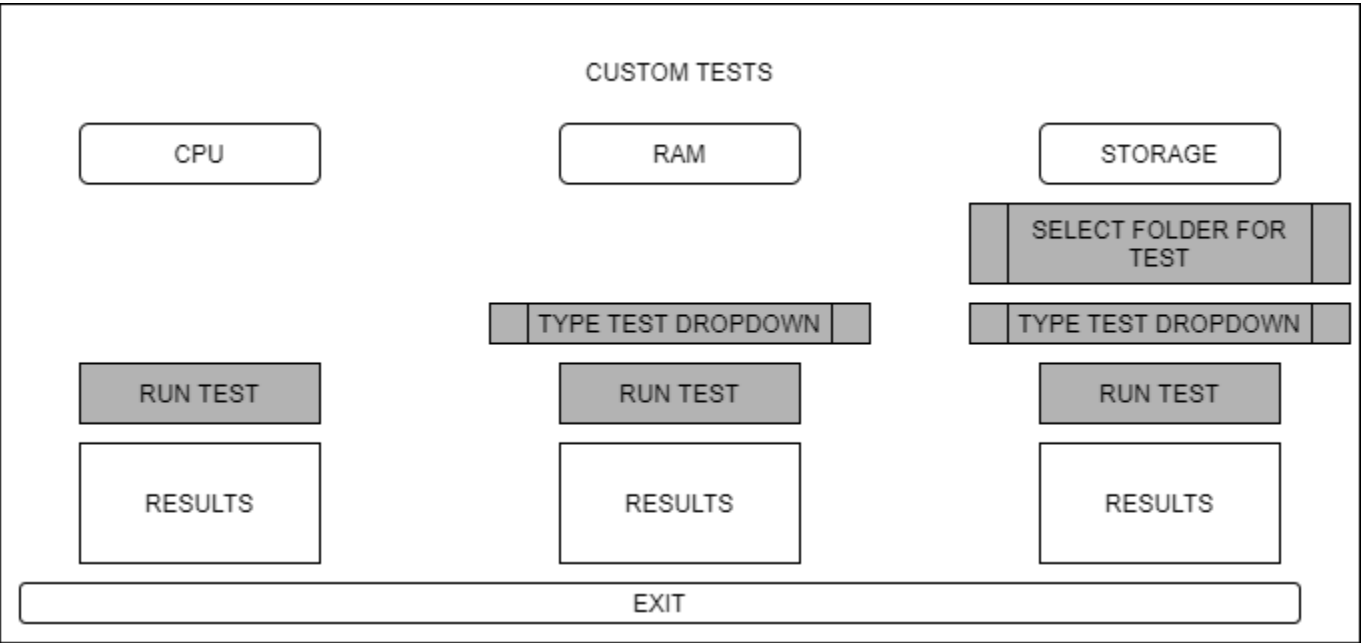 CUSTOM TESTS
CPU
RAM
STORAGE
SELECT FOLDER FOR
TEST
TYPE TEST DROPDOWN
TYPE TEST DROPDOWN
RUN TEST
RUN TEST
RUN TEST
RESULTS
RESULTS
RESULTS
EXIT